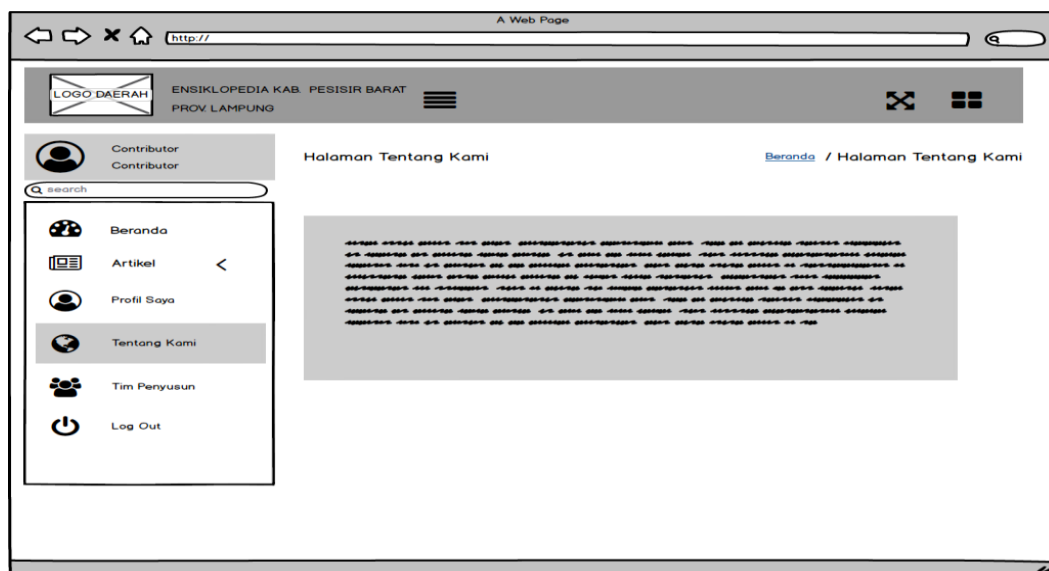 A Web Page
http://
LOGO DAERAH
ENSIKLOPEDIA KAB. PESISIR BARAT
PROV. LAMPUNG
Contributor
Contributor
search
Beranda
Artikel <
Profil Saya
Tentang Kami
Tim Penyusun
Log Out
Halaman Tentang Kami
Beranda / Halaman Tentang Kami